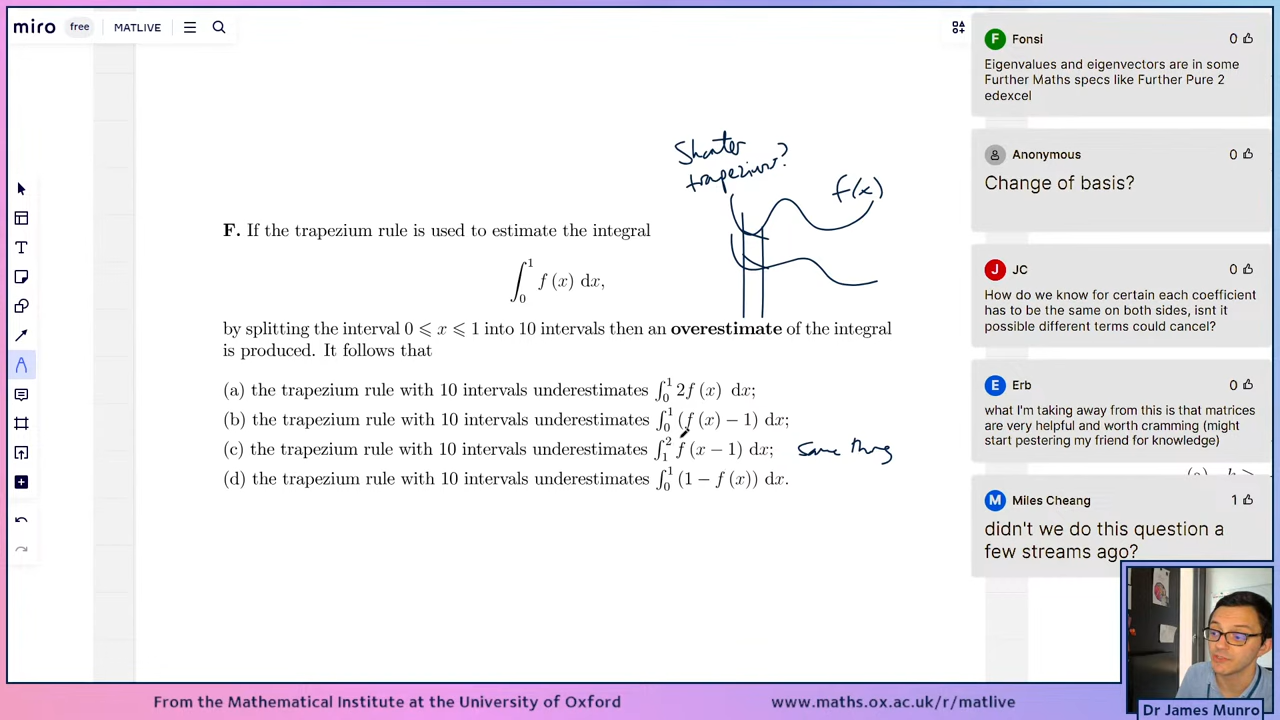 miro free MATLIVE
Shorter
trapezium?
f(x)
F. If the trapezium rule is used to estimate the integral
∫₀¹ f (x) dx,
by splitting the interval 0 ⩽ x ⩽ 1 into 10 intervals then an overestimate of the integral
is produced. It follows that
(a) the trapezium rule with 10 intervals underestimates ∫₀¹ 2f (x) dx;
(b) the trapezium rule with 10 intervals underestimates ∫₀¹ (f (x) − 1) dx;
(c) the trapezium rule with 10 intervals underestimates ∫₁² f (x − 1) dx; same thing
(d) the trapezium rule with 10 intervals underestimates ∫₀¹ (1 − f (x)) dx.
F Fonsi 0
Eigenvalues and eigenvectors are in some
Further Maths specs like Further Pure 2
edexcel
Anonymous 0
Change of basis?
J JC 0
How do we know for certain each coefficient
has to be the same on both sides, isnt it
possible different terms could cancel?
E Erb 0
what I'm taking away from this is that matrices
are very helpful and worth cramming (might
start pestering my friend for knowledge)
M Miles Cheang 1
didn't we do this question a
few streams ago?
From the Mathematical Institute at the University of Oxford
www.maths.ox.ac.uk/r/matlive
Dr James Munro